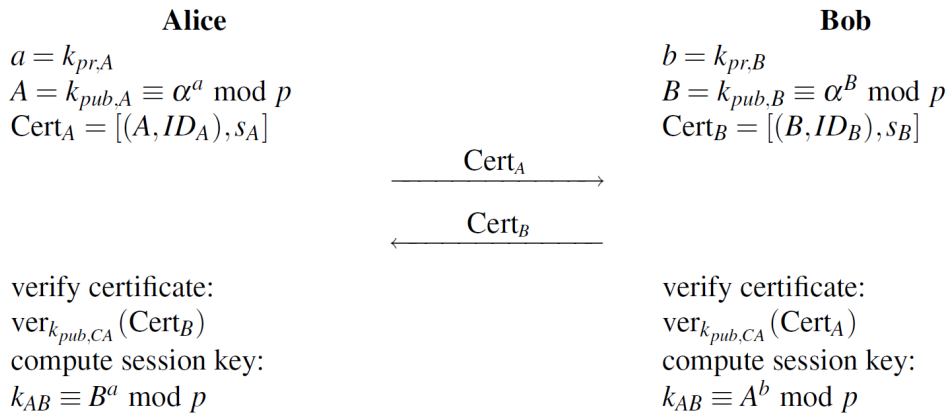 Alice
Bob
a = k_{pr,A}
b = k_{pr,B}
A = k_{pub,A} ≡ α^a mod p
B = k_{pub,B} ≡ α^B mod p
Cert_A = [(A, ID_A), s_A]
Cert_B = [(B, ID_B), s_B]
Cert_A
Cert_B
verify certificate:
verify certificate:
ver_{k_{pub,CA}}(Cert_B)
ver_{k_{pub,CA}}(Cert_A)
compute session key:
compute session key:
k_{AB} ≡ B^a mod p
k_{AB} ≡ A^b mod p